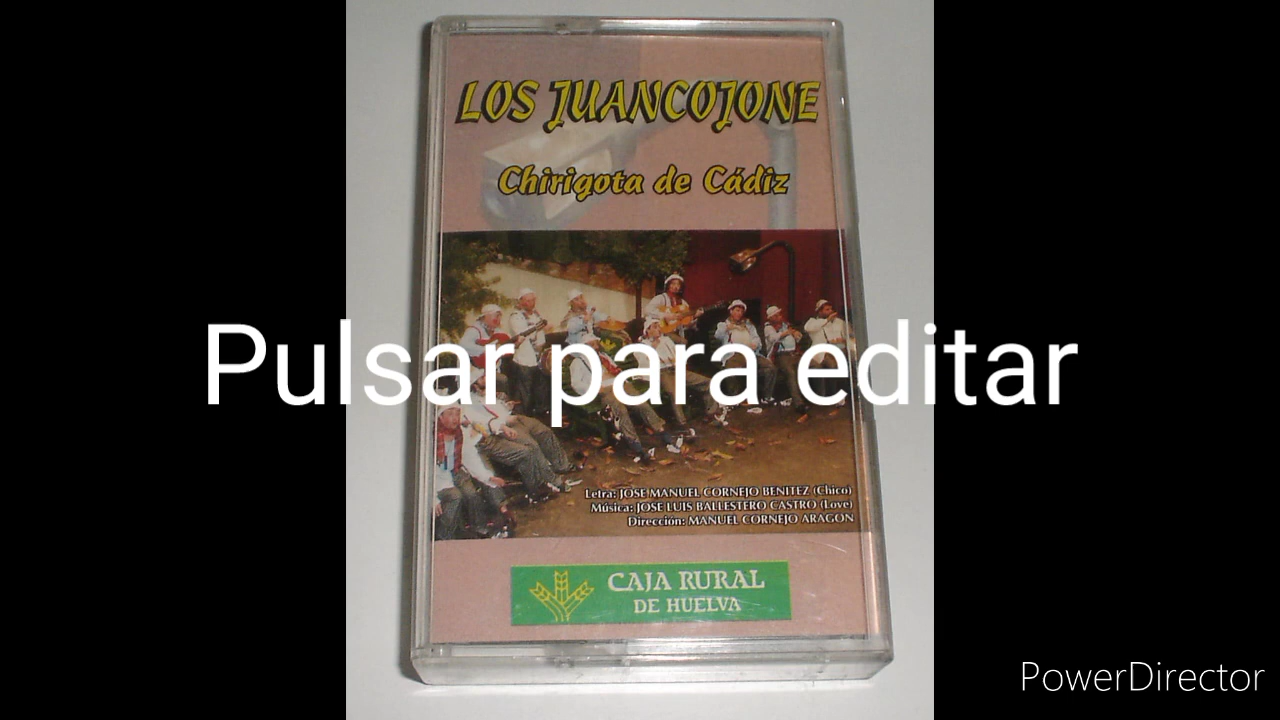 LOS JUANCOJONE
Chirigota de Cádiz
Pulsar para editar
Letra: JOSE MANUEL CORNEJO BENITEZ (Chico)
Música: JOSE LUIS BALLESTERO CASTRO (Love)
Dirección: MANUEL CORNEJO ARAGON
CAJA RURAL
DE HUELVA
PowerDirector